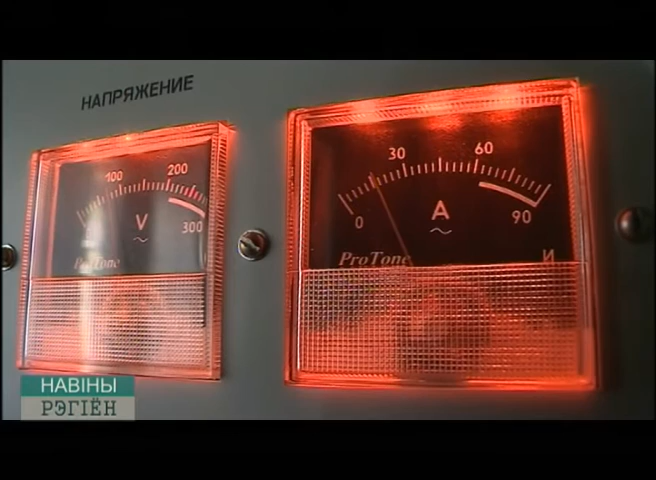 НАПРЯЖЕНИЕ
100 200
300
V
~
ProTone
30 60
0 90
A
~
ProTone
И
НАВІНЫ
РЭГІЁН